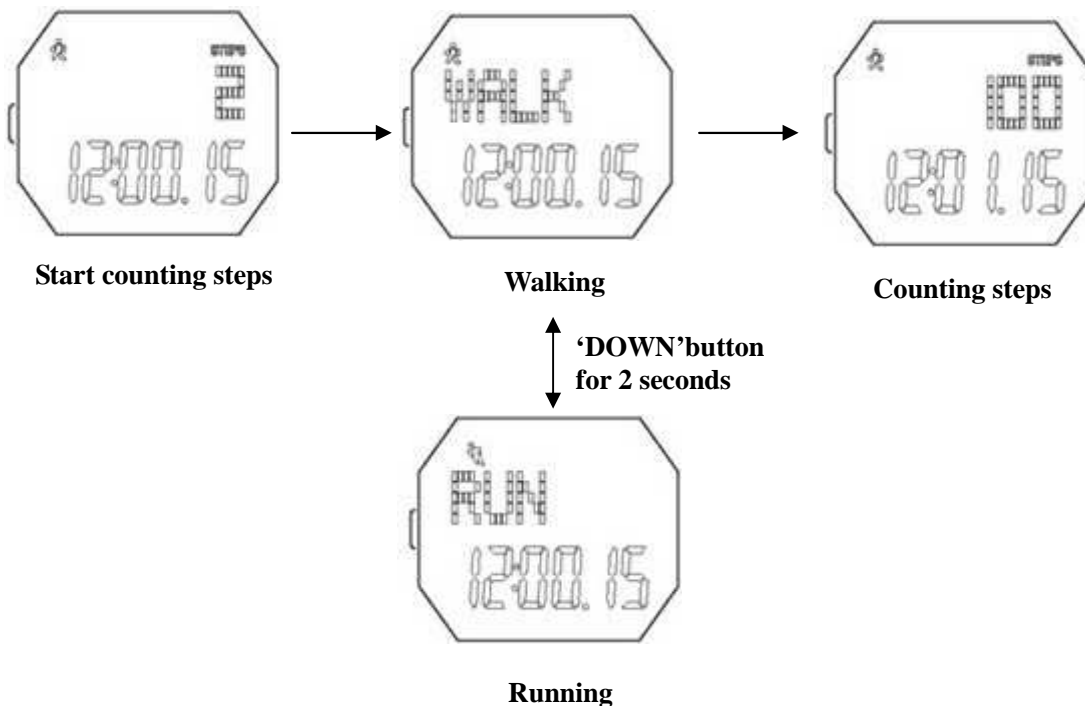 STEPS
2
12:00.15
Start counting steps
WALK
12:00.15
Walking
STEPS
100
12:01.15
Counting steps
‘DOWN’button
for 2 seconds
RUN
12:00.15
Running